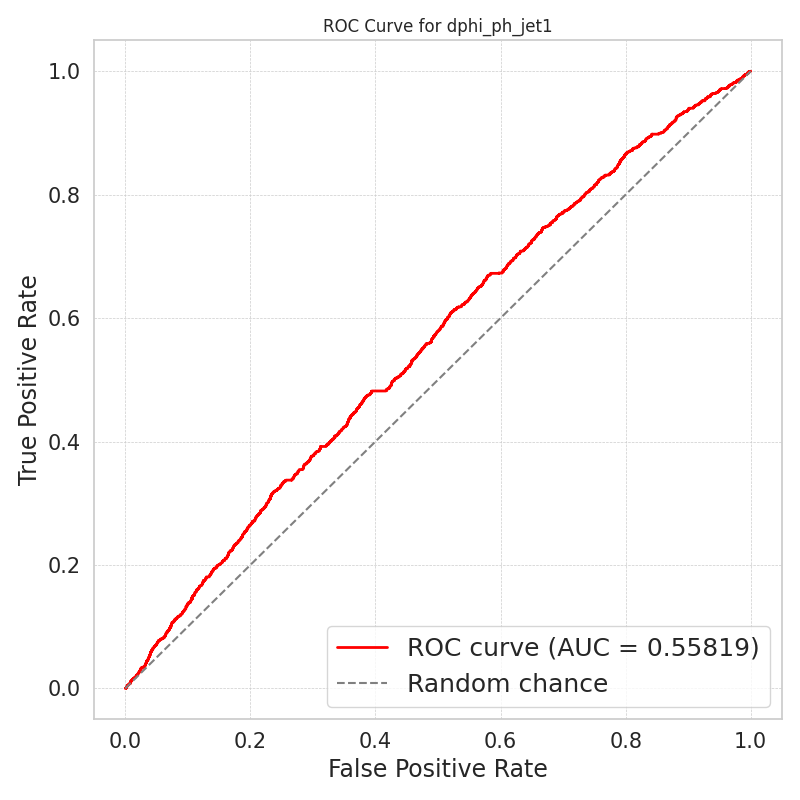 ROC Curve for dphi_ph_jet1
1.0
0.8
0.6
0.4
0.2
0.0
True Positive Rate
ROC curve (AUC = 0.55819)
Random chance
0.0 0.2 0.4 0.6 0.8 1.0
False Positive Rate